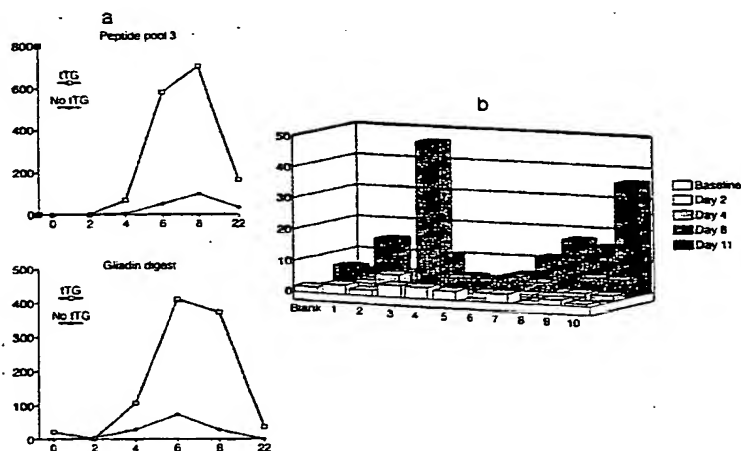 a
Peptide pool 3
800
600
400
200
0
tTG
No tTG
0 2 4 6 8 22
Gliadin digest
500
400
300
200
100
0
tTG
No tTG
0 2 4 6 8 22
b
50
40
30
20
10
0
Blank 1 2 3 4 5 6 7 8 9 10
Baseline
Day 2
Day 4
Day 8
Day 11